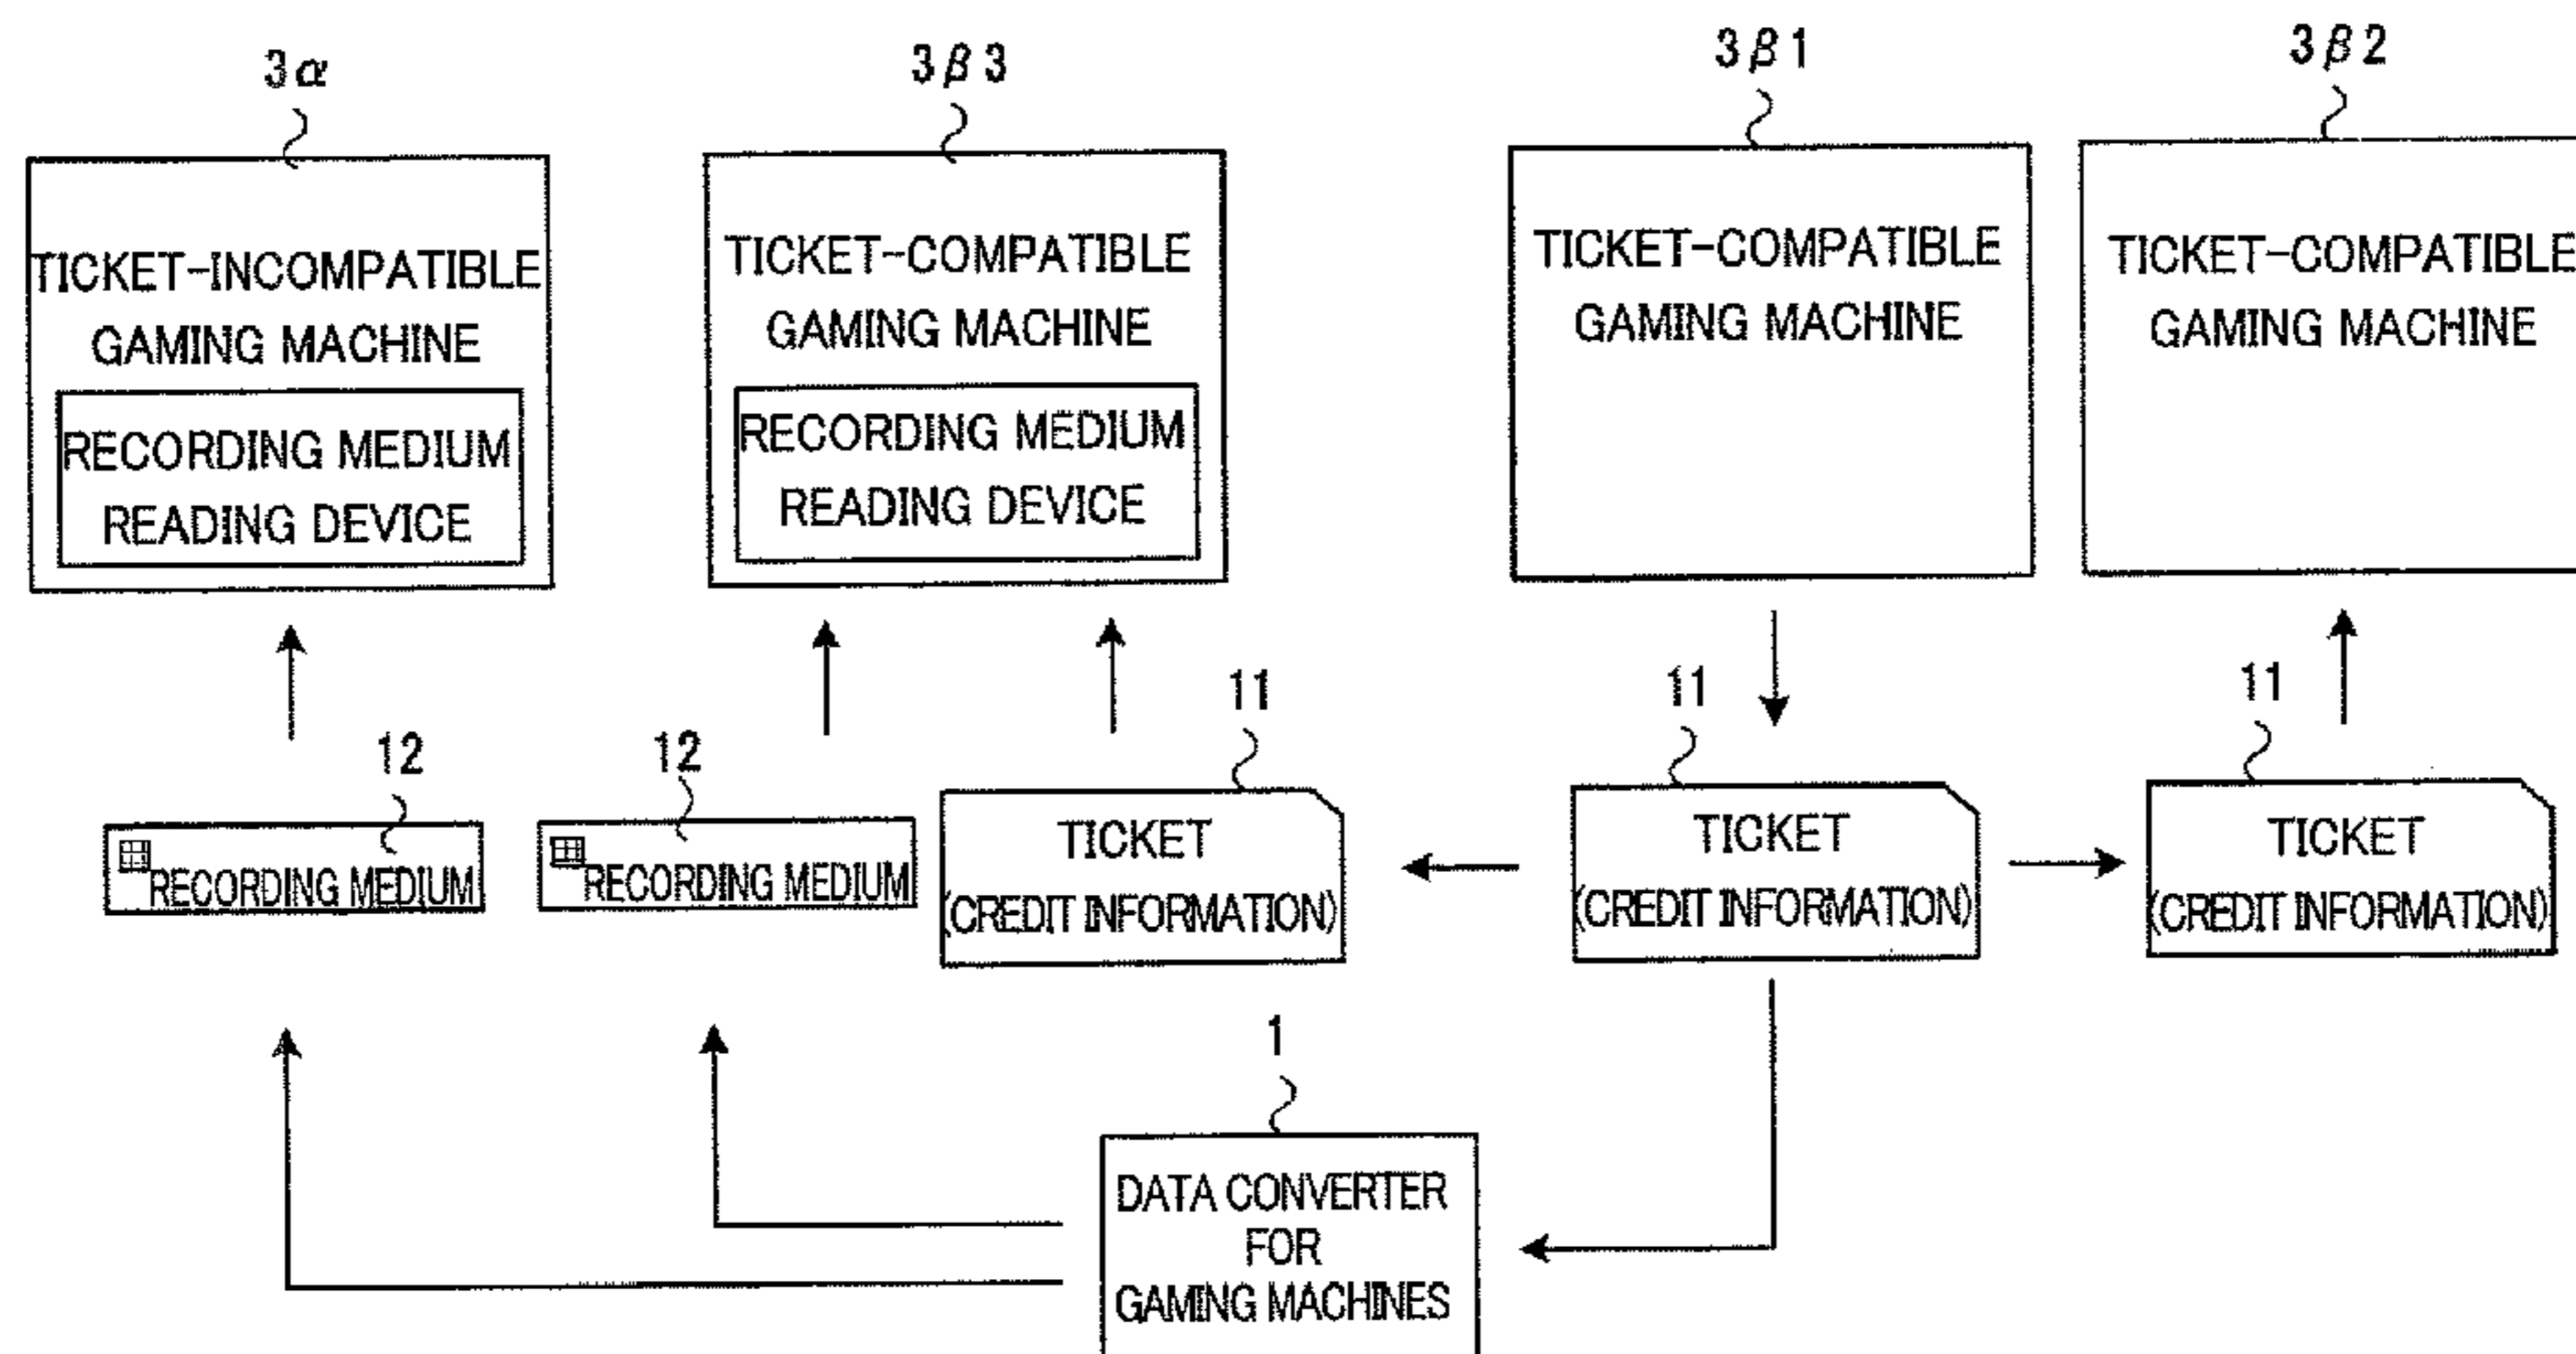 3α
3β3
3β1
3β2
TICKET-INCOMPATIBLE
GAMING MACHINE
RECORDING MEDIUM
READING DEVICE
TICKET-COMPATIBLE
GAMING MACHINE
RECORDING MEDIUM
READING DEVICE
TICKET-COMPATIBLE
GAMING MACHINE
TICKET-COMPATIBLE
GAMING MACHINE
12
RECORDING MEDIUM
12
RECORDING MEDIUM
11
TICKET
(CREDIT INFORMATION)
11
TICKET
(CREDIT INFORMATION)
11
TICKET
(CREDIT INFORMATION)
1
DATA CONVERTER
FOR
GAMING MACHINES